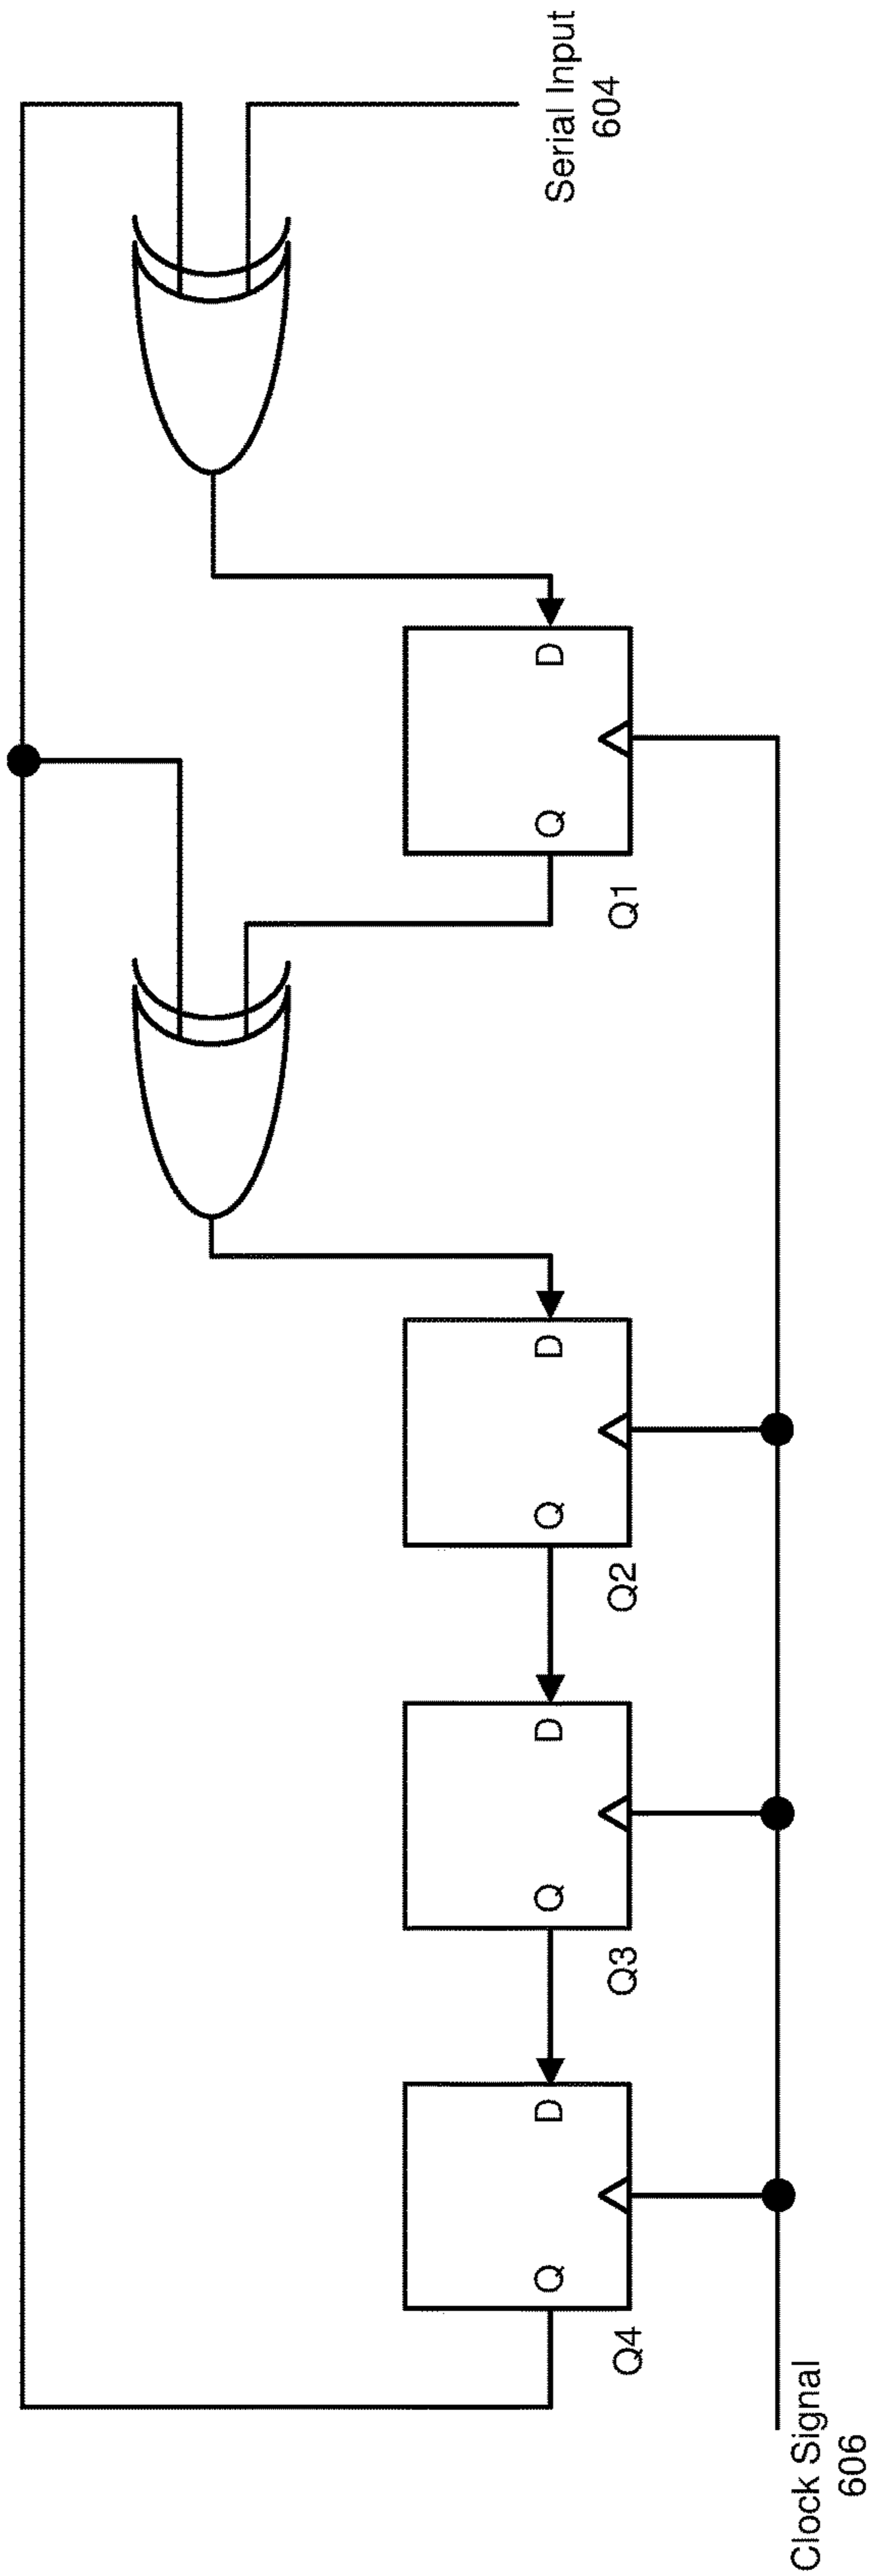 Serial Input
604
D
Q
Q1
D
Q
Q2
D
Q
Q3
D
Q
Q4
Clock Signal
606